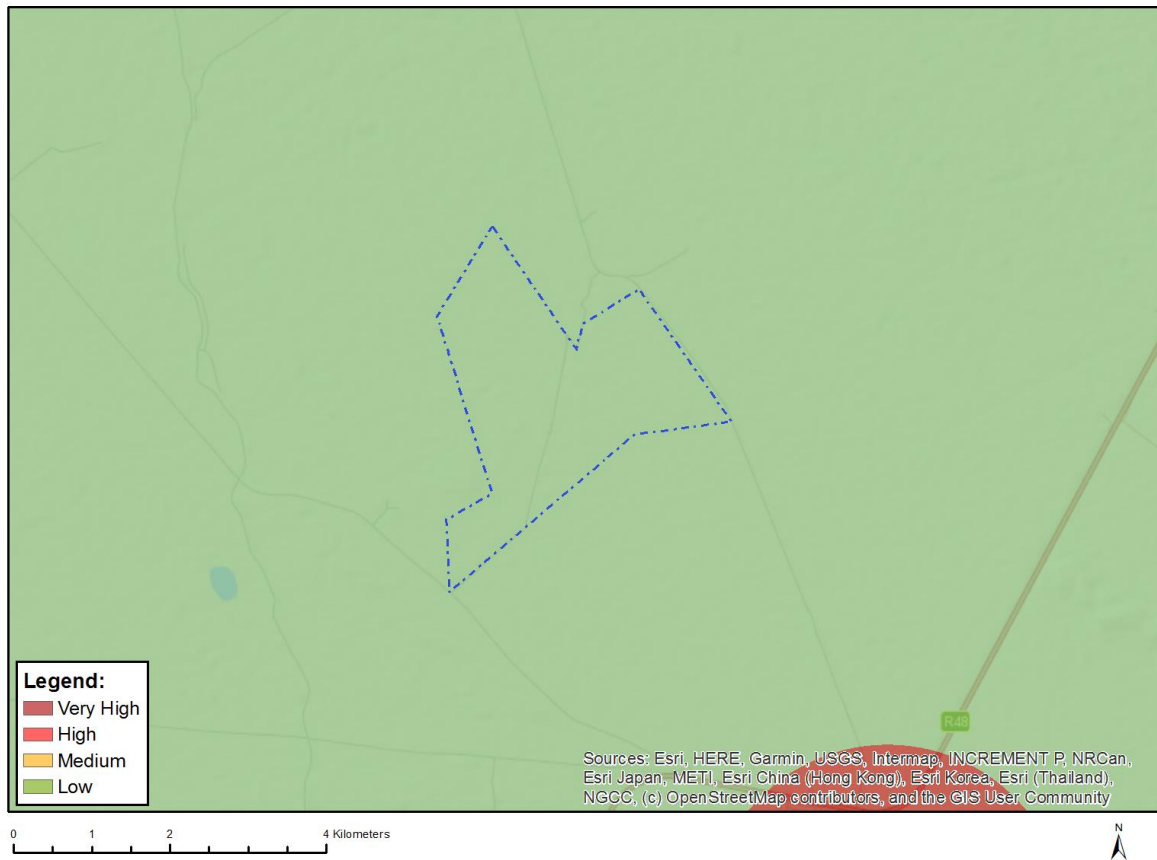 R48
Legend:
Very High
High
Medium
Low
Sources: Esri, HERE, Garmin, USGS, Intermap, INCREMENT P, NRCan,
Esri Japan, METI, Esri China (Hong Kong), Esri Korea, Esri (Thailand),
NGCC, (c) OpenStreetMap contributors, and the GIS User Community
0 1 2 4 Kilometers
N